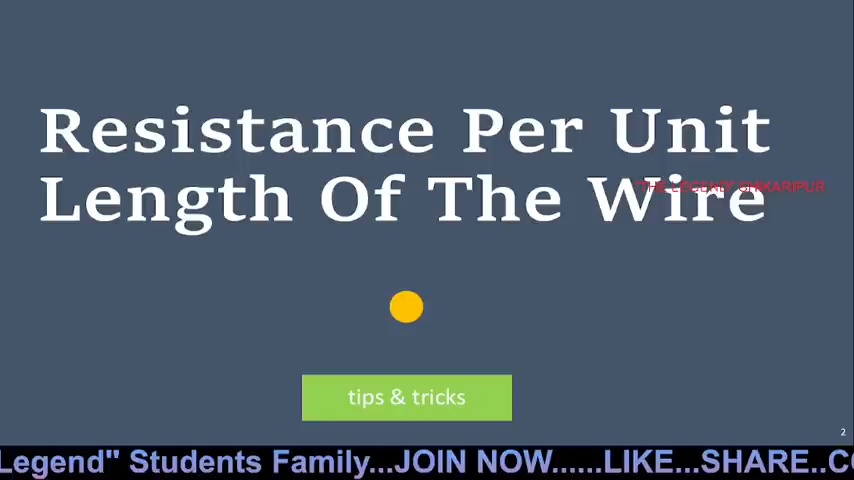 Resistance Per Unit
Length Of The Wire
"THE LEGEND" SHIKARIPUR
tips & tricks
2
Legend" Students Family...JOIN NOW......LIKE...SHARE..CO